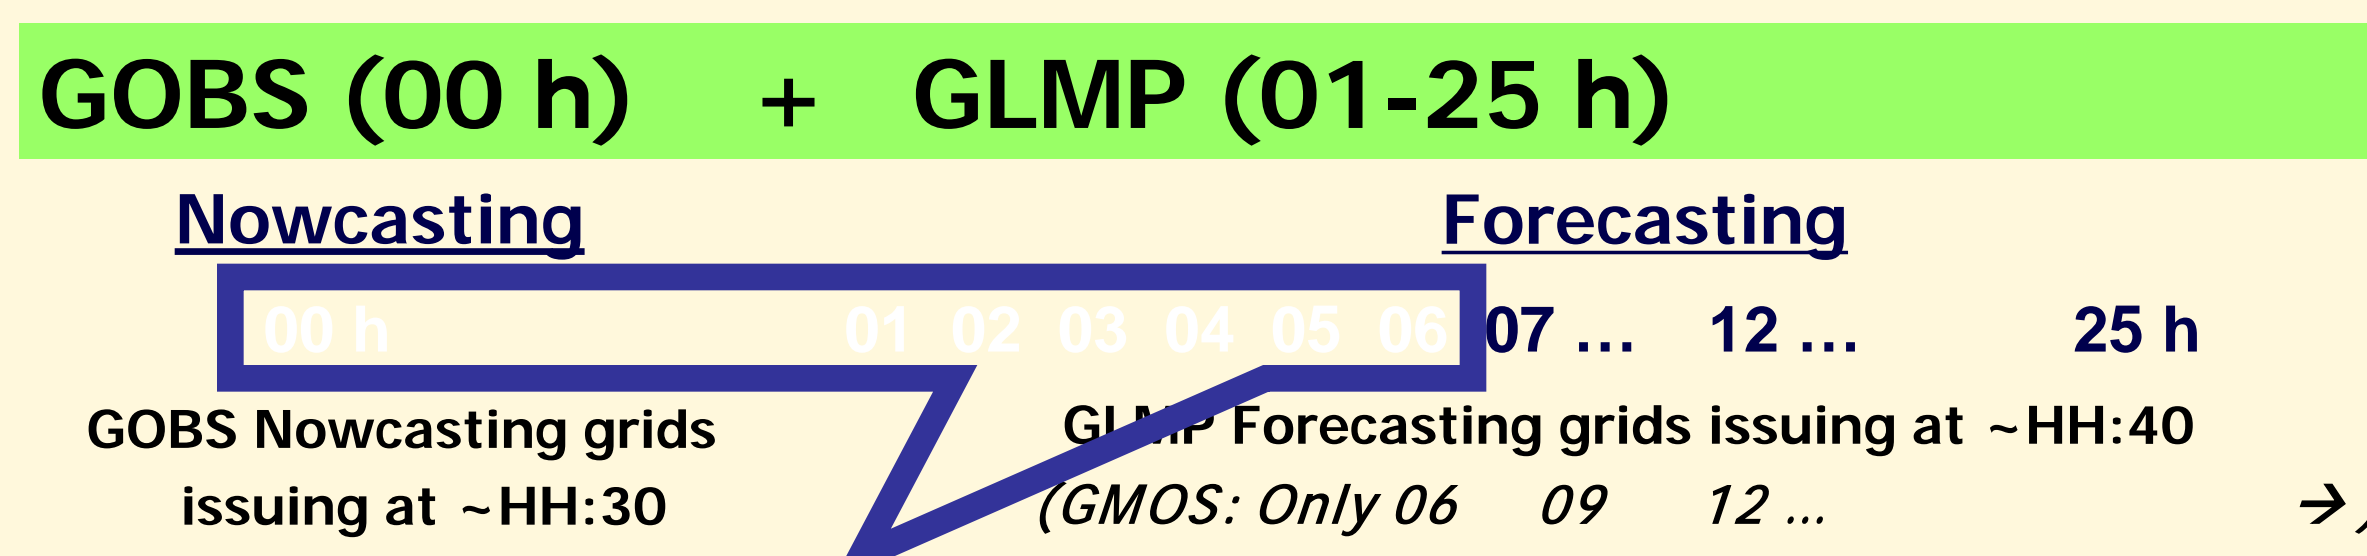 GOBS (00 h) + GLMP (01-25 h)
Nowcasting Forecasting
00 h 01 02 03 04 05 06 07 … 12 … 25 h
GOBS Nowcasting grids
issuing at ~HH:30
GLMP Forecasting grids issuing at ~HH:40
(GMOS: Only 06 09 12 … → )